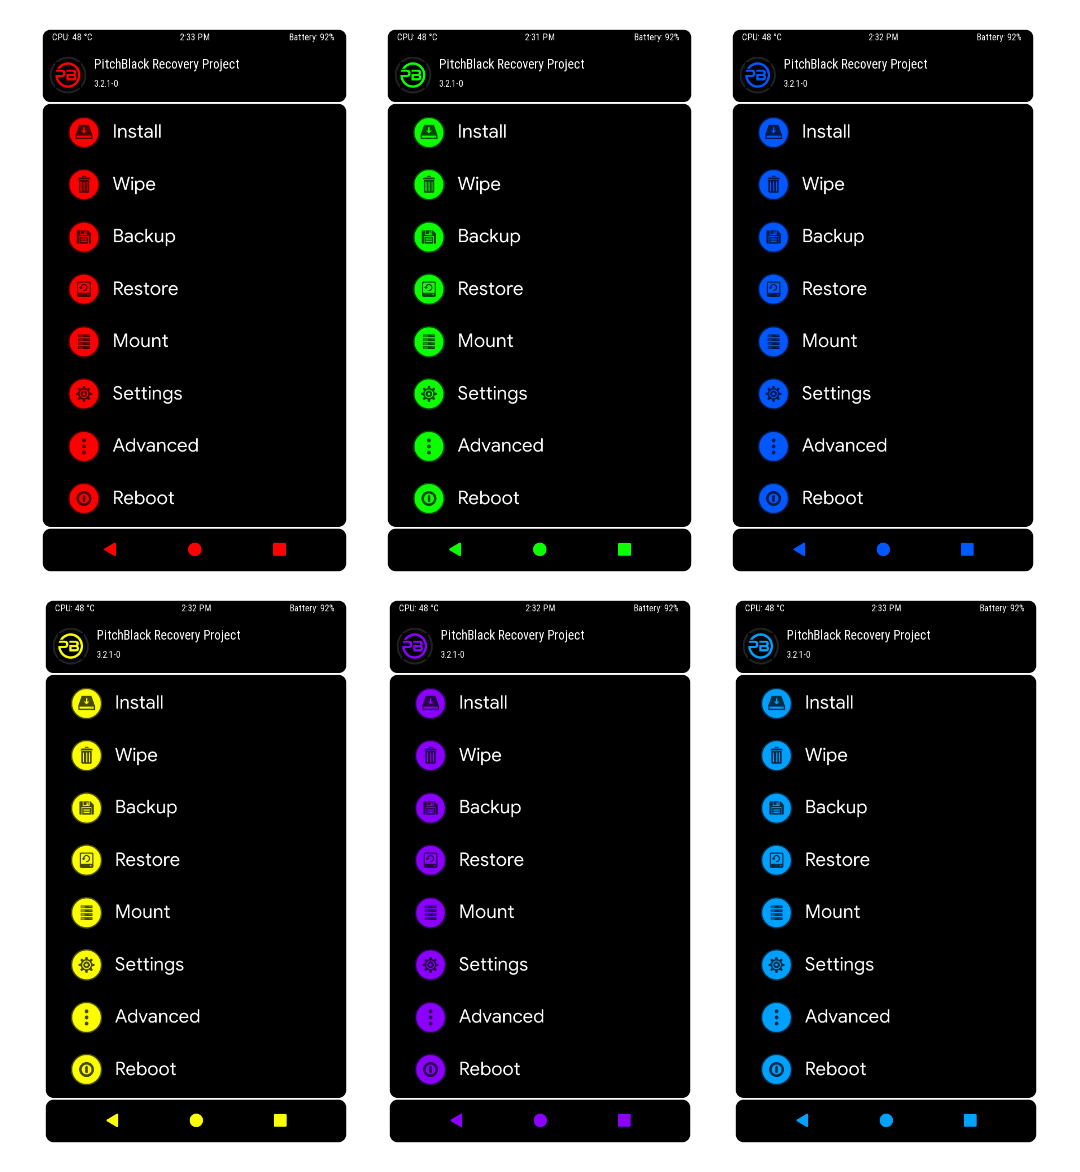 CPU: 48 °C 2:33 PM Battery: 92%
PB PitchBlack Recovery Project
3.2.1-0
Install
Wipe
Backup
Restore
Mount
Settings
Advanced
Reboot
CPU: 48 °C 2:31 PM Battery: 92%
PB PitchBlack Recovery Project
3.2.1-0
Install
Wipe
Backup
Restore
Mount
Settings
Advanced
Reboot
CPU: 48 °C 2:32 PM Battery: 92%
PB PitchBlack Recovery Project
3.2.1-0
Install
Wipe
Backup
Restore
Mount
Settings
Advanced
Reboot
CPU: 48 °C 2:32 PM Battery: 92%
PB PitchBlack Recovery Project
3.2.1-0
Install
Wipe
Backup
Restore
Mount
Settings
Advanced
Reboot
CPU: 48 °C 2:32 PM Battery: 92%
PB PitchBlack Recovery Project
3.2.1-0
Install
Wipe
Backup
Restore
Mount
Settings
Advanced
Reboot
CPU: 48 °C 2:33 PM Battery: 92%
PB PitchBlack Recovery Project
3.2.1-0
Install
Wipe
Backup
Restore
Mount
Settings
Advanced
Reboot